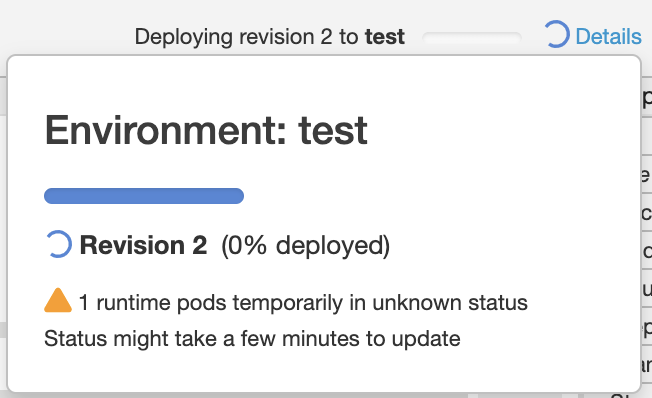 Deploying revision 2 to test Details
Environment: test
Revision 2 (0% deployed)
1 runtime pods temporarily in unknown status
Status might take a few minutes to update